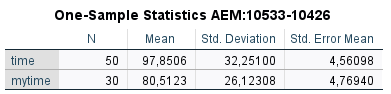 One-Sample Statistics AEM:10533-10426
N Mean Std. Deviation Std. Error Mean
time 50 97,8506 32,25100 4,56098
mytime 30 80,5123 26,12308 4,76940